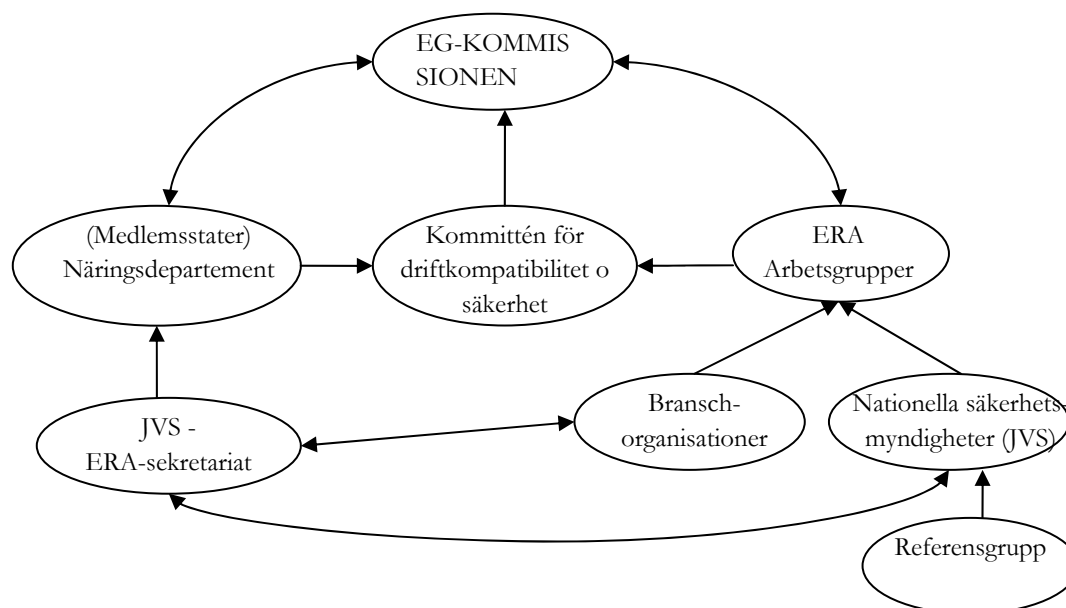 EG-KOMMIS
SIONEN
(Medlemsstater)
Näringsdepartement
Kommittén för
driftkompatibilitet o
säkerhet
ERA
Arbetsgrupper
JVS -
ERA-sekretariat
Bransch-
organisationer
Nationella säkerhets-
myndigheter (JVS)
Referensgrupp